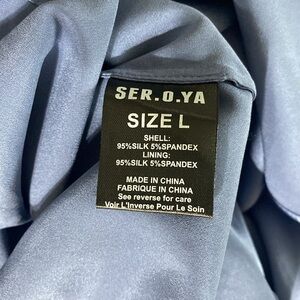 SER.O.YA
SIZE L
SHELL:
95%SILK 5%SPANDEX
LINING:
95%SILK 5%SPANDEX
MADE IN CHINA
FABRIQUE IN CHINA
See reverse for care
Voir L'Inverse Pour Le Soin